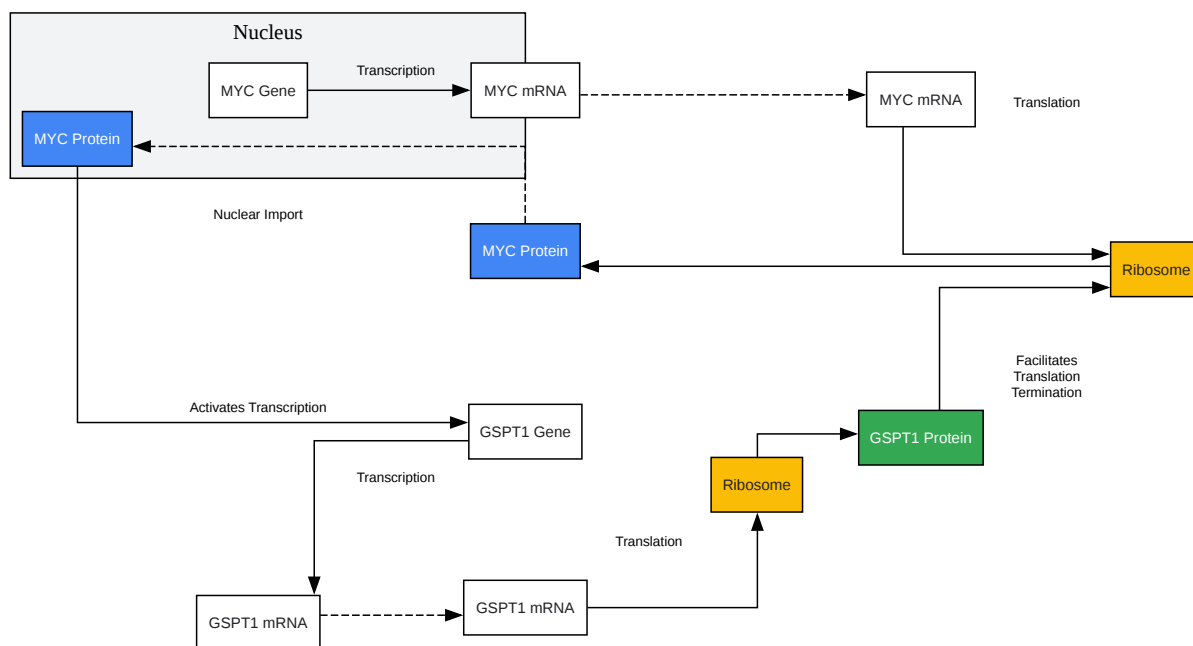 Nucleus
Transcription
MYC Gene
MYC mRNA
MYC mRNA
Translation
MYC Protein
Nuclear Import
MYC Protein
Ribosome
Facilitates
Translation
Termination
Activates Transcription
GSPT1 Gene
GSPT1 Protein
Transcription
Ribosome
Translation
GSPT1 mRNA
GSPT1 mRNA